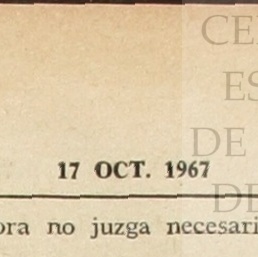 CE
ES
DE
17 OCT. 1967
DE
ora no juzga necesari